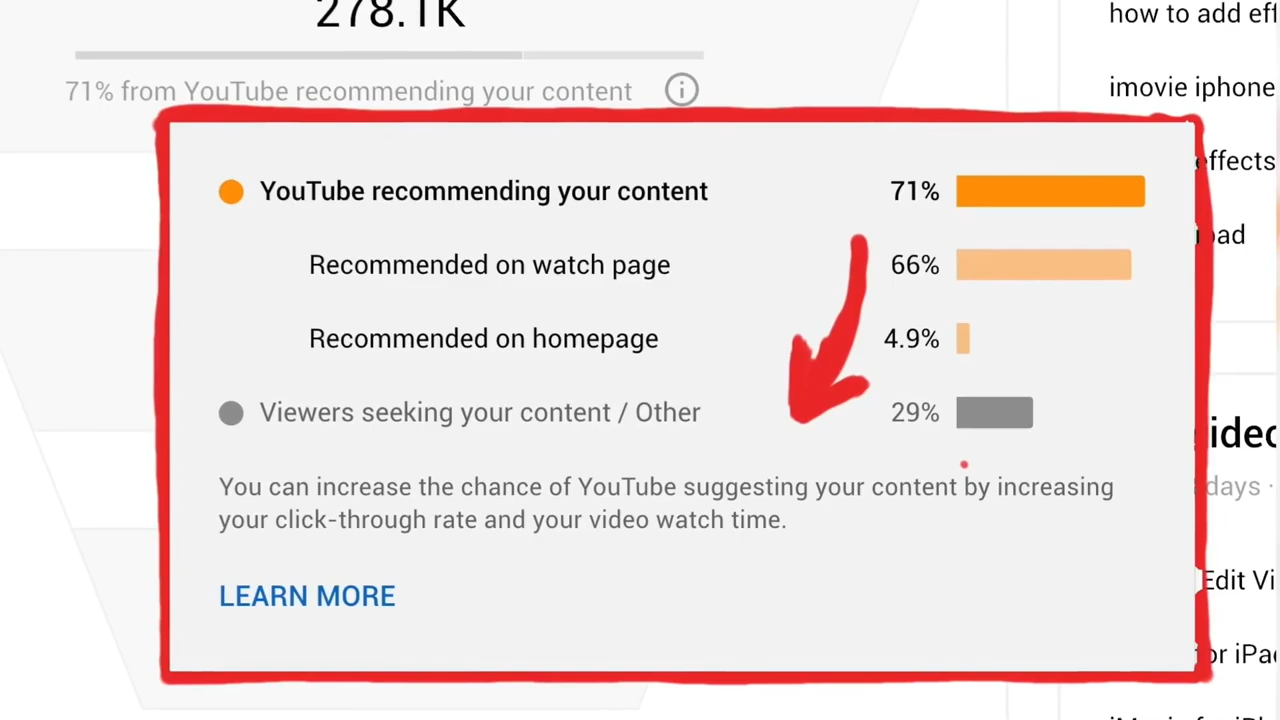 278.1K
71% from YouTube recommending your content
YouTube recommending your content 71%
Recommended on watch page 66%
Recommended on homepage 4.9%
Viewers seeking your content / Other 29%
You can increase the chance of YouTube suggesting your content by increasing
your click-through rate and your video watch time.
LEARN MORE
how to add
imovie iphone
effects
days ·
Edit
for